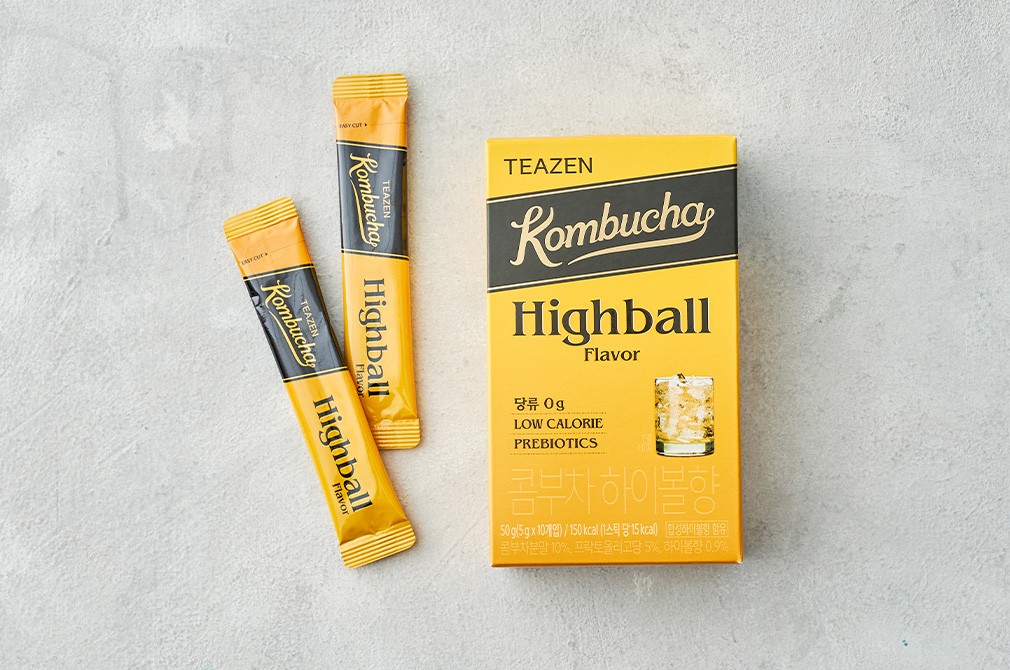 EASY CUT
TEAZEN
Kombucha
Highball
Flavor
EASY CUT
TEAZEN
Kombucha
Highball
Flavor
TEAZEN
Kombucha
Highball
Flavor
당류 0g
LOW CALORIE
PREBIOTICS
콤부차 하이볼향
50g(5g x 10개입) / 150 kcal (1스틱 당 15 kcal) 합성하이볼향 함유
콤부차분말 10%, 프락토올리고당 5%, 하이볼향 0.9%